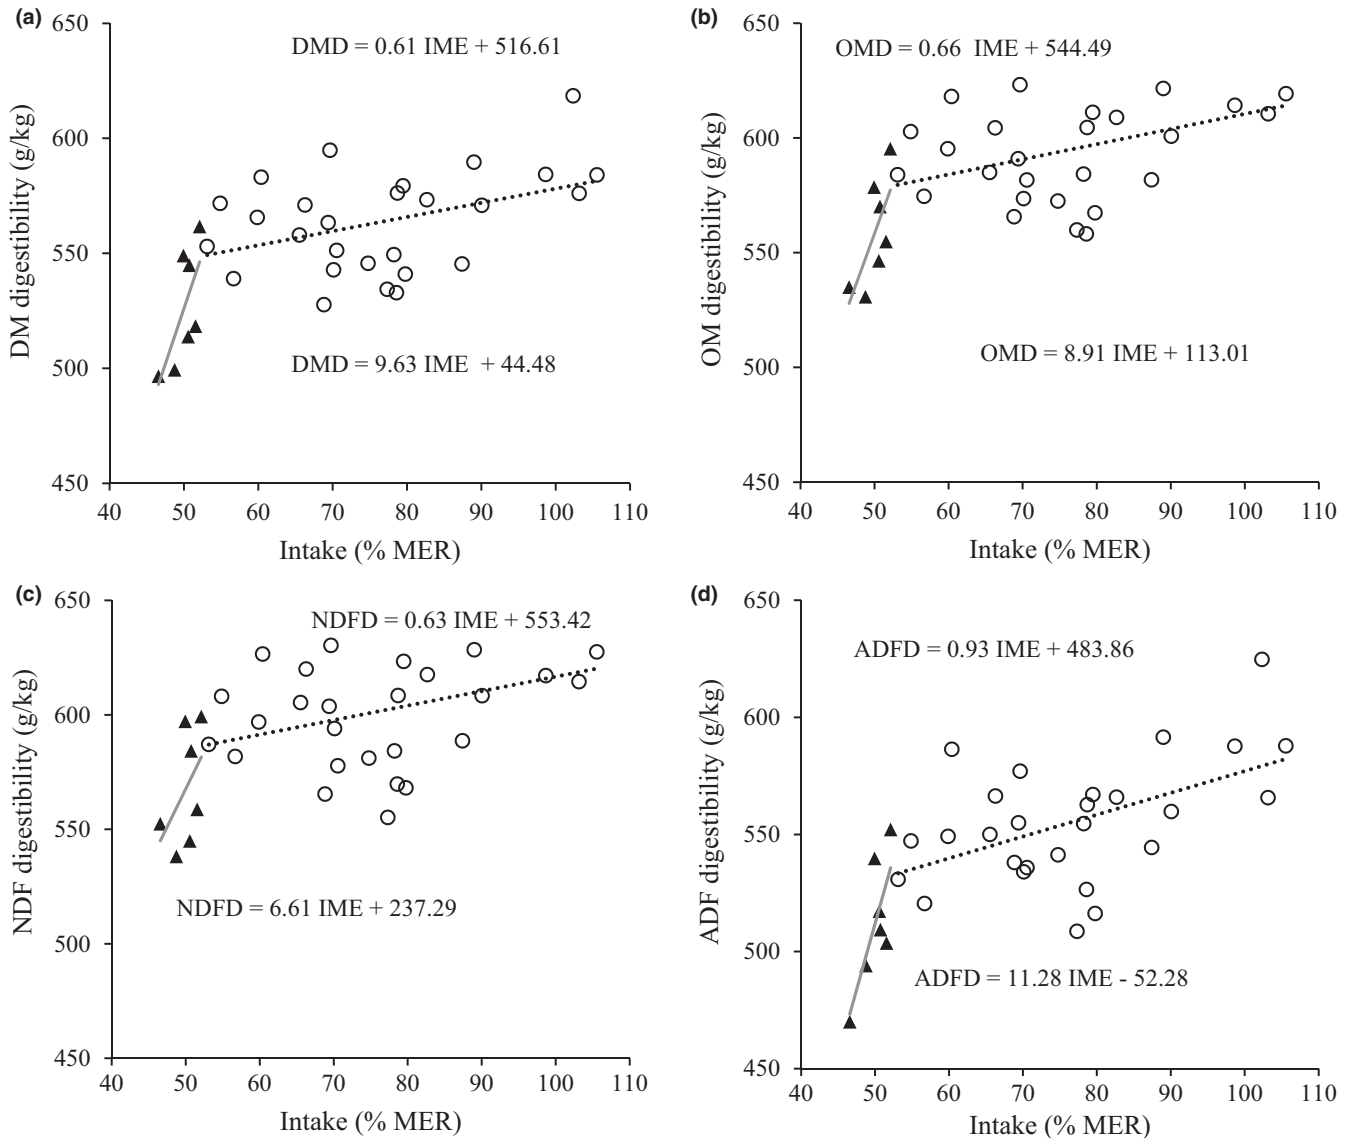 (a)
650
600
550
500
450
DM digestibility (g/kg)
DMD = 0.61 IME + 516.61
DMD = 9.63 IME + 44.48
40 50 60 70 80 90 100 110
Intake (% MER)
(b)
650
600
550
500
450
OM digestibility (g/kg)
OMD = 0.66 IME + 544.49
OMD = 8.91 IME + 113.01
40 50 60 70 80 90 100 110
Intake (% MER)
(c)
650
600
550
500
450
NDF digestibility (g/kg)
NDFD = 0.63 IME + 553.42
NDFD = 6.61 IME + 237.29
40 50 60 70 80 90 100 110
Intake (% MER)
(d)
650
600
550
500
450
ADF digestibility (g/kg)
ADFD = 0.93 IME + 483.86
ADFD = 11.28 IME - 52.28
40 50 60 70 80 90 100 110
Intake (% MER)